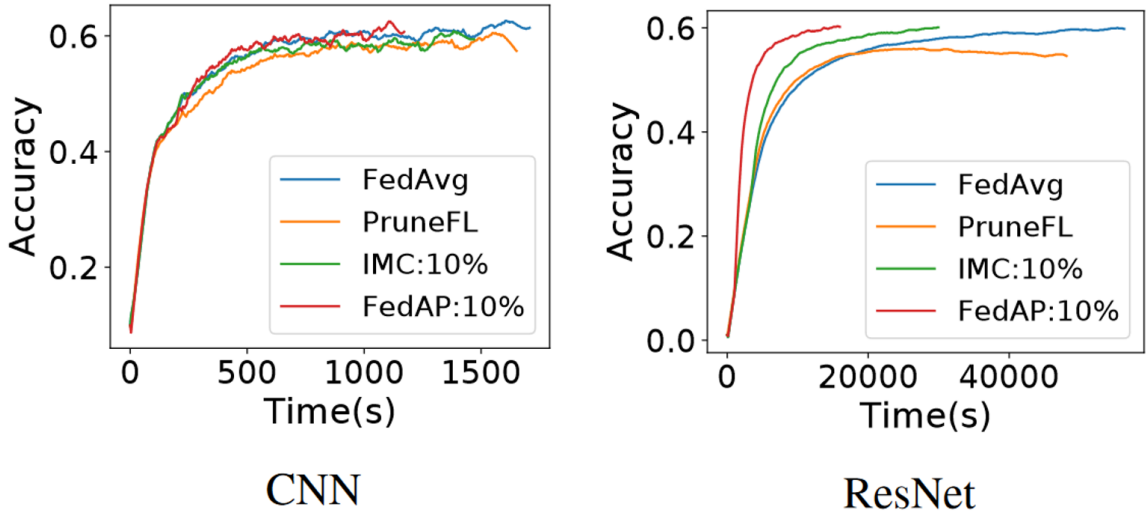 0.6
0.4
0.2
Accuracy
FedAvg
PruneFL
IMC:10%
FedAP:10%
0 500 1000 1500
Time(s)
CNN
0.6
0.4
0.2
0.0
Accuracy
FedAvg
PruneFL
IMC:10%
FedAP:10%
0 20000 40000
Time(s)
ResNet